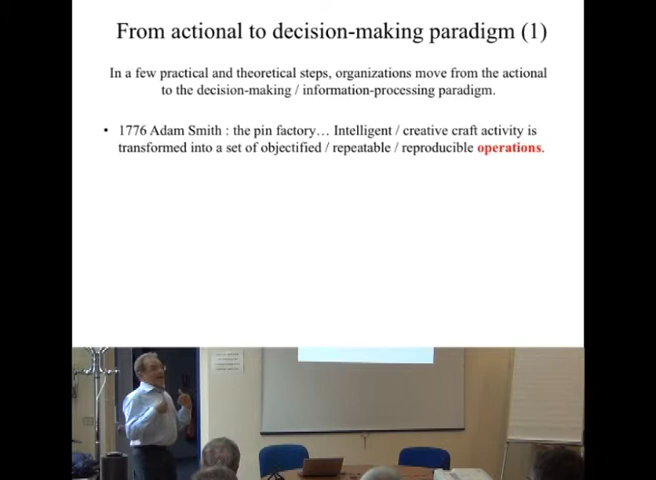 From actional to decision-making paradigm (1)
In a few practical and theoretical steps, organizations move from the actional
to the decision-making / information-processing paradigm.
• 1776 Adam Smith : the pin factory… Intelligent / creative craft activity is
transformed into a set of objectified / repeatable / reproducible operations.